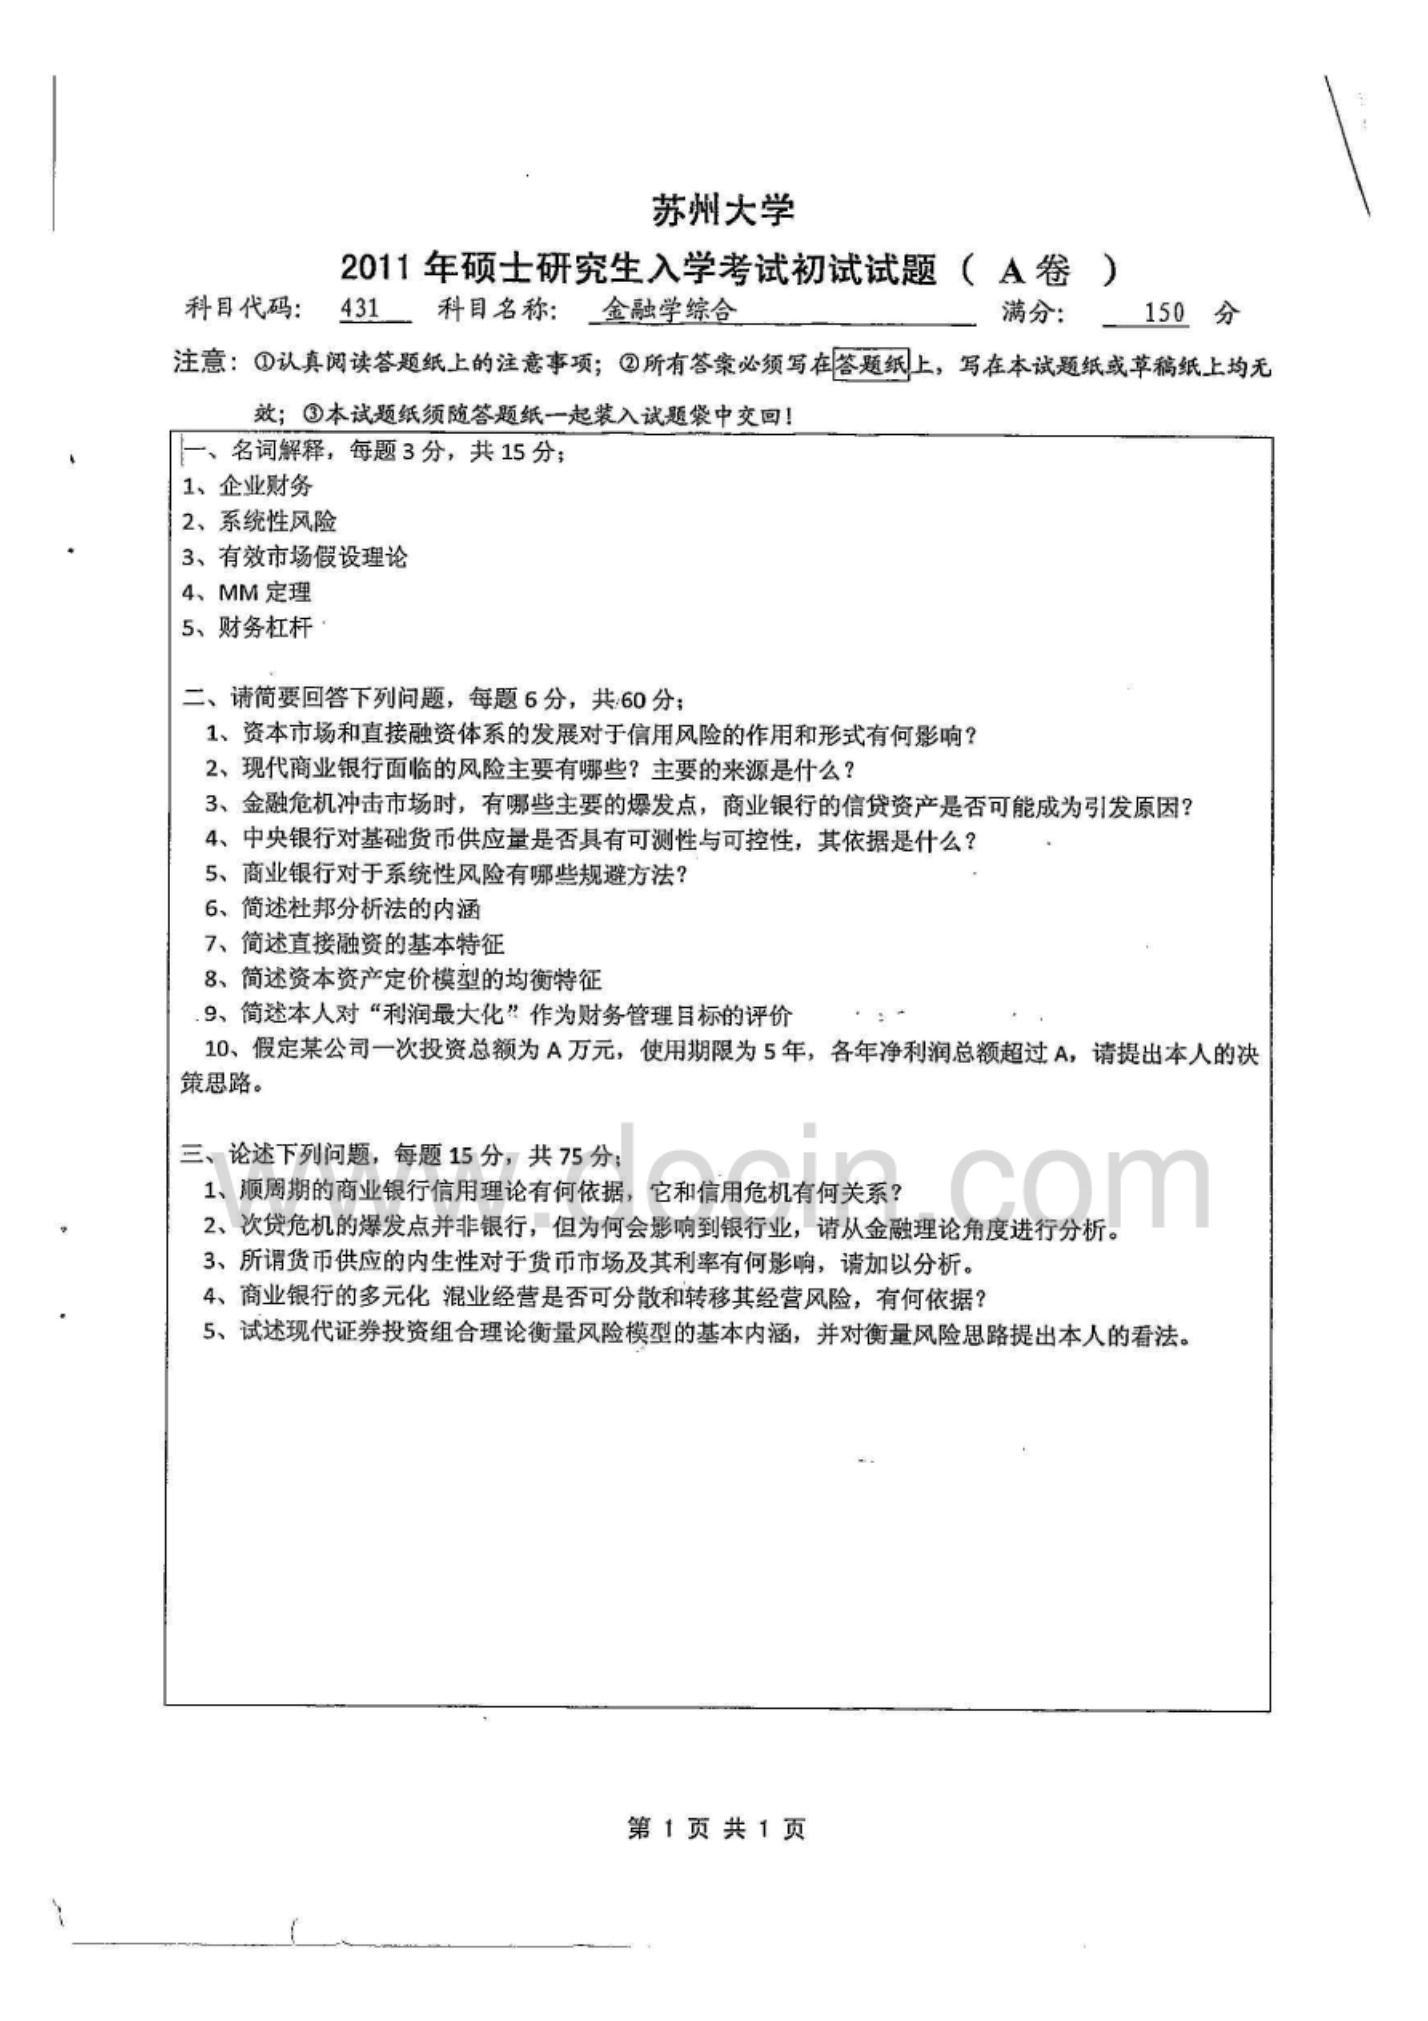 苏州大学
2011 年硕士研究生入学考试初试试题（ A 卷 ）
科目代码： 431 科目名称： 金融学综合 满分： 150 分
注意：①认真阅读答题纸上的注意事项；②所有答案必须写在答题纸上，写在本试题纸或草稿纸上均无
效；③本试题纸须随答题纸一起装入试题袋中交回！
一、名词解释，每题 3 分，共 15 分；
1、企业财务
2、系统性风险
3、有效市场假设理论
4、MM 定理
5、财务杠杆
二、请简要回答下列问题，每题 6 分，共 60 分；
1、资本市场和直接融资体系的发展对于信用风险的作用和形式有何影响？
2、现代商业银行面临的风险主要有哪些？主要的来源是什么？
3、金融危机冲击市场时，有哪些主要的爆发点，商业银行的信贷资产是否可能成为引发原因？
4、中央银行对基础货币供应量是否具有可测性与可控性，其依据是什么？
5、商业银行对于系统性风险有哪些规避方法？
6、简述杜邦分析法的内涵
7、简述直接融资的基本特征
8、简述资本资产定价模型的均衡特征
9、简述本人对“利润最大化”作为财务管理目标的评价
10、假定某公司一次投资总额为 A 万元，使用期限为 5 年，各年净利润总额超过 A，请提出本人的决
策思路。
三、论述下列问题，每题 15 分，共 75 分；
1、顺周期的商业银行信用理论有何依据，它和信用危机有何关系？
www.docin.com
2、次贷危机的爆发点并非银行，但为何会影响到银行业，请从金融理论角度进行分析。
3、所谓货币供应的内生性对于货币市场及其利率有何影响，请加以分析。
4、商业银行的多元化 混业经营是否可分散和转移其经营风险，有何依据？
5、试述现代证券投资组合理论衡量风险模型的基本内涵，并对衡量风险思路提出本人的看法。
第 1 页 共 1 页